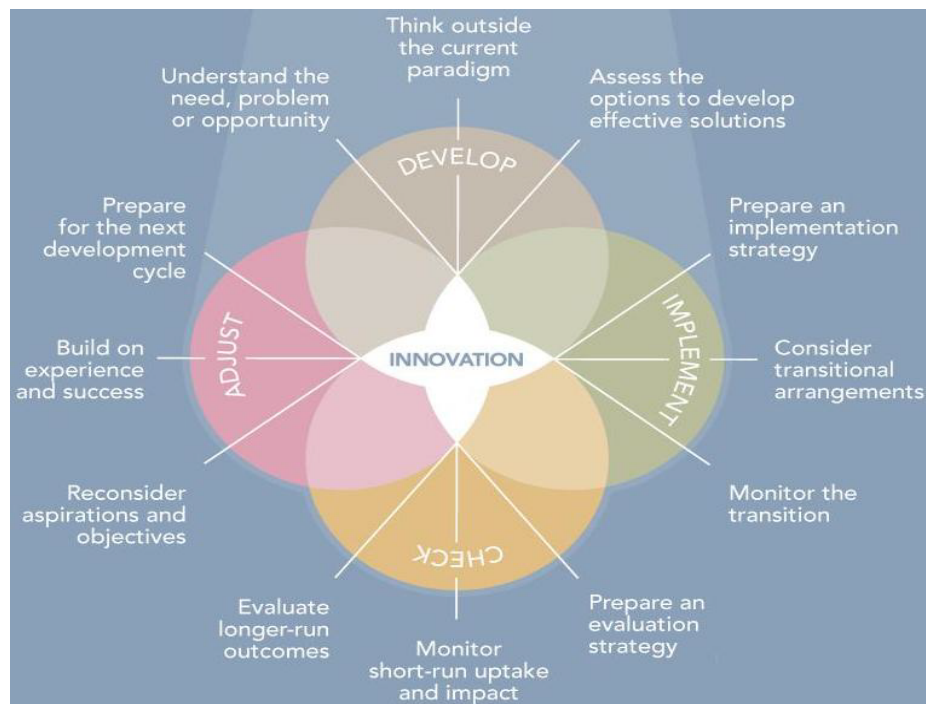 Think outside
the current
paradigm
Understand the
need, problem
or opportunity
Assess the
options to develop
effective solutions
DEVELOP
Prepare
for the next
development
cycle
Prepare an
implementation
strategy
ADJUST
IMPLEMENT
Build on
experience
and success
INNOVATION
Consider
transitional
arrangements
Reconsider
aspirations and
objectives
Monitor the
transition
CHECK
Evaluate
longer-run
outcomes
Monitor
short-run uptake
and impact
Prepare an
evaluation
strategy